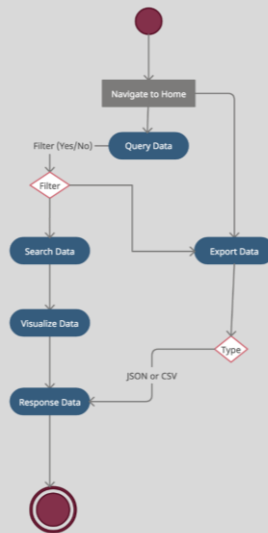 Navigate to Home
Query Data
Filter (Yes/No)
Filter
Search Data
Export Data
Visualize Data
Type
JSON or CSV
Response Data